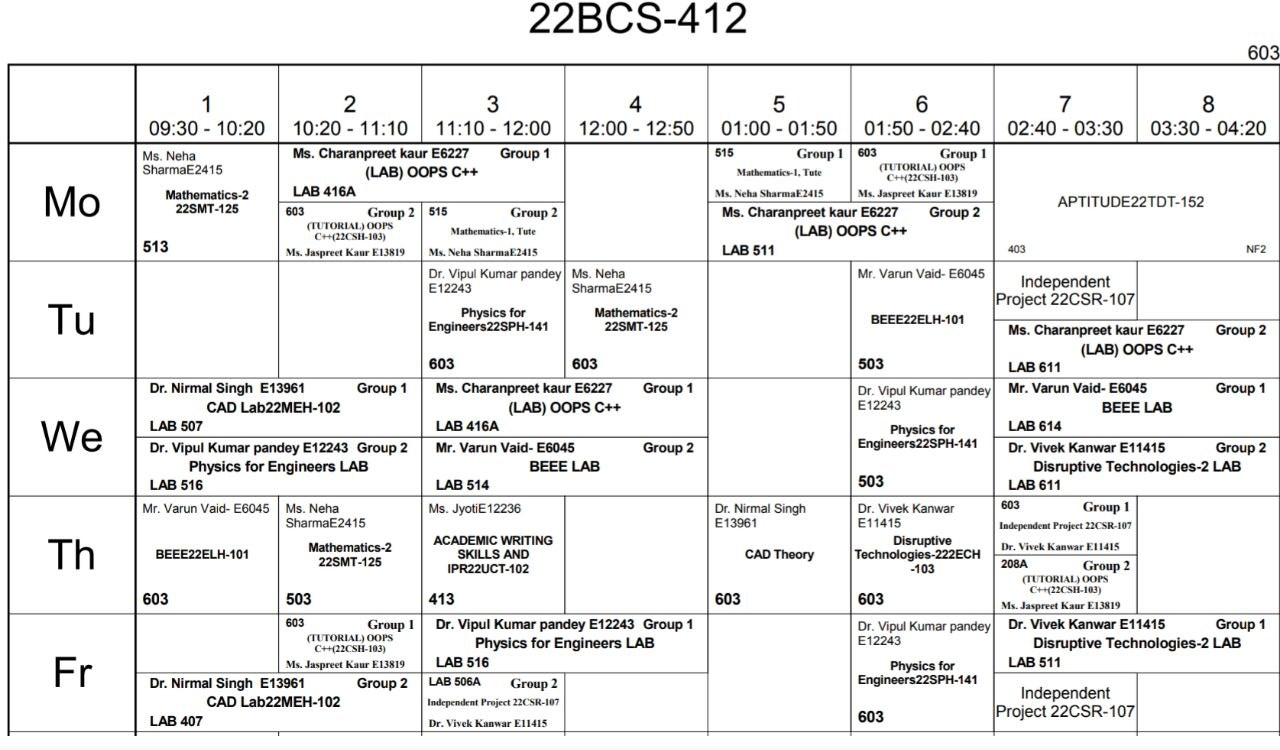 22BCS-412
603
1
09:30 - 10:20
2
10:20 - 11:10
3
11:10 - 12:00
4
12:00 - 12:50
5
01:00 - 01:50
6
01:50 - 02:40
7
02:40 - 03:30
8
03:30 - 04:20
Mo
Ms. Neha
SharmaE2415
Mathematics-2
22SMT-125
513
Ms. Charanpreet kaur E6227 Group 1
(LAB) OOPS C++
LAB 416A
603 Group 2
(TUTORIAL) OOPS
C++(22CSH-103)
Ms. Jaspreet Kaur E13819
515 Group 2
Mathematics-1, Tute
Ms. Neha SharmaE2415
515 Group 1
Mathematics-1, Tute
Ms. Neha SharmaE2415
603 Group 1
(TUTORIAL) OOPS
C++(22CSH-103)
Ms. Jaspreet Kaur E13819
Ms. Charanpreet kaur E6227 Group 2
(LAB) OOPS C++
LAB 511
APTITUDE22TDT-152
403 NF2
Tu
Dr. Vipul Kumar pandey
E12243
Physics for
Engineers22SPH-141
603
Ms. Neha
SharmaE2415
Mathematics-2
22SMT-125
603
Mr. Varun Vaid- E6045
BEEE22ELH-101
503
Independent
Project 22CSR-107
Ms. Charanpreet kaur E6227 Group 2
(LAB) OOPS C++
LAB 611
We
Dr. Nirmal Singh E13961 Group 1
CAD Lab22MEH-102
LAB 507
Dr. Vipul Kumar pandey E12243 Group 2
Physics for Engineers LAB
LAB 516
Ms. Charanpreet kaur E6227 Group 1
(LAB) OOPS C++
LAB 416A
Mr. Varun Vaid- E6045 Group 2
BEEE LAB
LAB 514
Dr. Vipul Kumar pandey
E12243
Physics for
Engineers22SPH-141
503
Mr. Varun Vaid- E6045 Group 1
BEEE LAB
LAB 614
Dr. Vivek Kanwar E11415 Group 2
Disruptive Technologies-2 LAB
LAB 611
Th
Mr. Varun Vaid- E6045
BEEE22ELH-101
603
Ms. Neha
SharmaE2415
Mathematics-2
22SMT-125
503
Ms. JyotiE12236
ACADEMIC WRITING
SKILLS AND
IPR22UCT-102
413
Dr. Nirmal Singh
E13961
CAD Theory
603
Dr. Vivek Kanwar
E11415
Disruptive
Technologies-222ECH
-103
603
603 Group 1
Independent Project 22CSR-107
Dr. Vivek Kanwar E11415
208A Group 2
(TUTORIAL) OOPS
C++(22CSH-103)
Ms. Jaspreet Kaur E13819
Fr
603 Group 1
(TUTORIAL) OOPS
C++(22CSH-103)
Ms. Jaspreet Kaur E13819
Dr. Nirmal Singh E13961 Group 2
CAD Lab22MEH-102
LAB 407
Dr. Vipul Kumar pandey E12243 Group 1
Physics for Engineers LAB
LAB 516
LAB 506A Group 2
Independent Project 22CSR-107
Dr. Vivek Kanwar E11415
Dr. Vipul Kumar pandey
E12243
Physics for
Engineers22SPH-141
603
Dr. Vivek Kanwar E11415 Group 1
Disruptive Technologies-2 LAB
LAB 511
Independent
Project 22CSR-107